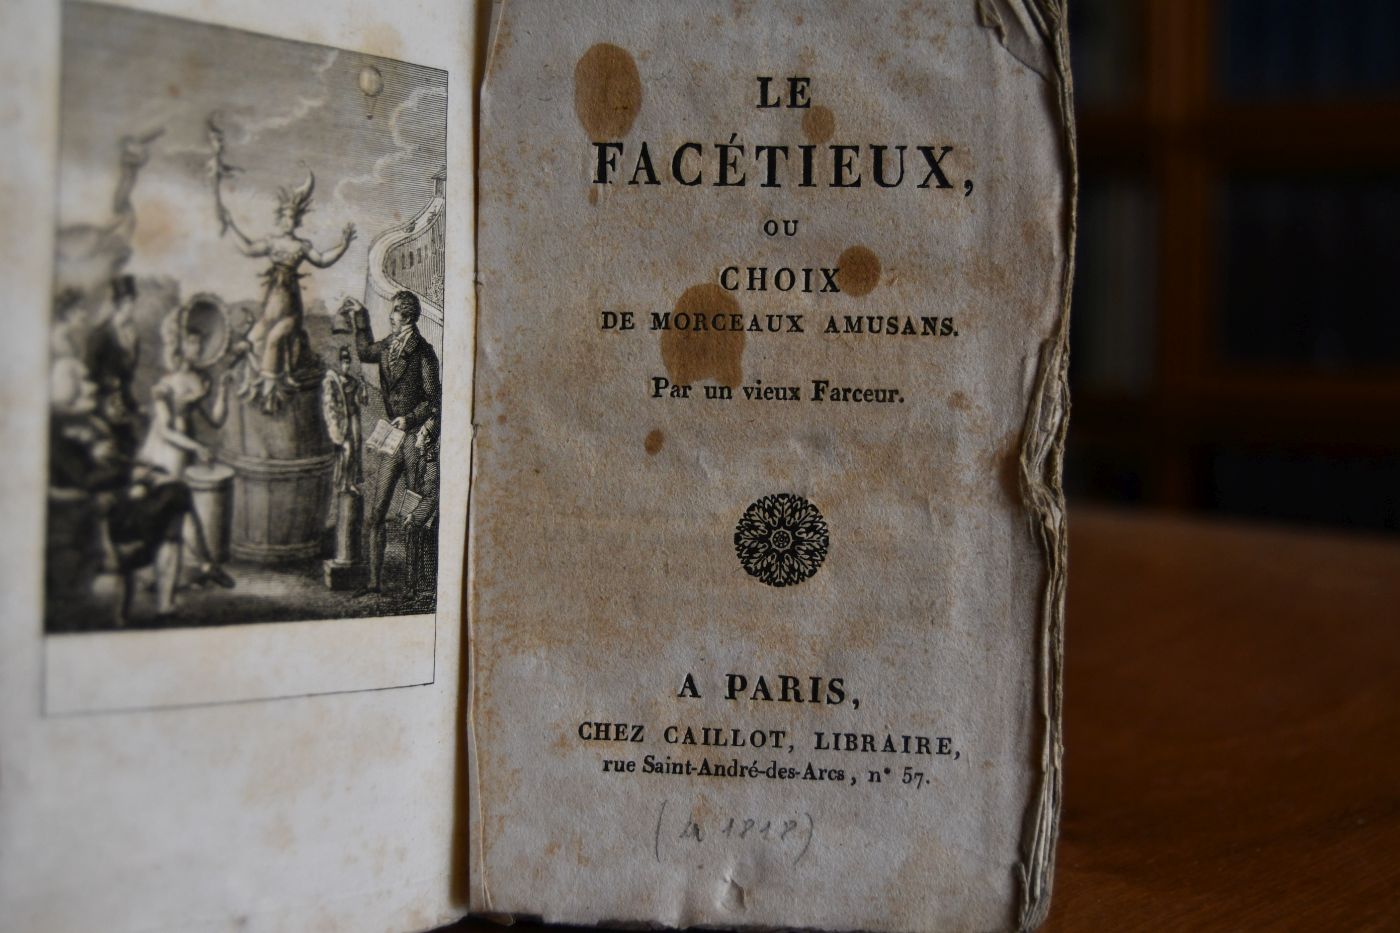 LE
FACÉTIEUX,
OU
CHOIX
DE MORCEAUX AMUSANS.
Par un vieux Farceur.
A PARIS,
CHEZ CAILLOT, LIBRAIRE,
rue Saint-André-des-Arcs, n° 57.
1818)